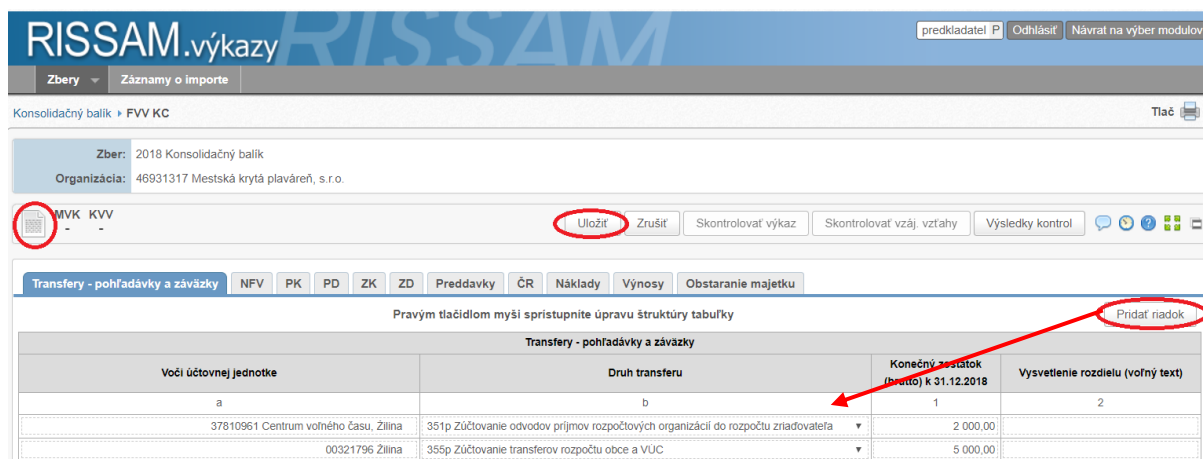 RISSAM.výkazy RISSAM
predkladatel P Odhlásiť Návrat na výber modulov
Zbery Záznamy o importe
Konsolidačný balík FVV KC Tlač
Zber: 2018 Konsolidačný balík
Organizácia: 46931317 Mestská krytá plaváreň, s.r.o.
MVK KVV
- -
Uložiť Zrušiť Skontrolovať výkaz Skontrolovať vzáj. vzťahy Výsledky kontrol
Transfery - pohľadávky a záväzky NFV PK PD ZK ZD Preddavky ČR Náklady Výnosy Obstaranie majetku
Pravým tlačidlom myši sprístupníte úpravu štruktúry tabuľky Pridať riadok
Transfery - pohľadávky a záväzky
Voči účtovnej jednotke Druh transferu Konečný zostatok (brutto) k 31.12.2018 Vysvetlenie rozdielu (voľný text)
a b 1 2
37810961 Centrum voľného času, Žilina 351p Zúčtovanie odvodov príjmov rozpočtových organizácií do rozpočtu zriaďovateľa 2 000,00
00321796 Žilina 355p Zúčtovanie transferov rozpočtu obce a VÚC 5 000,00